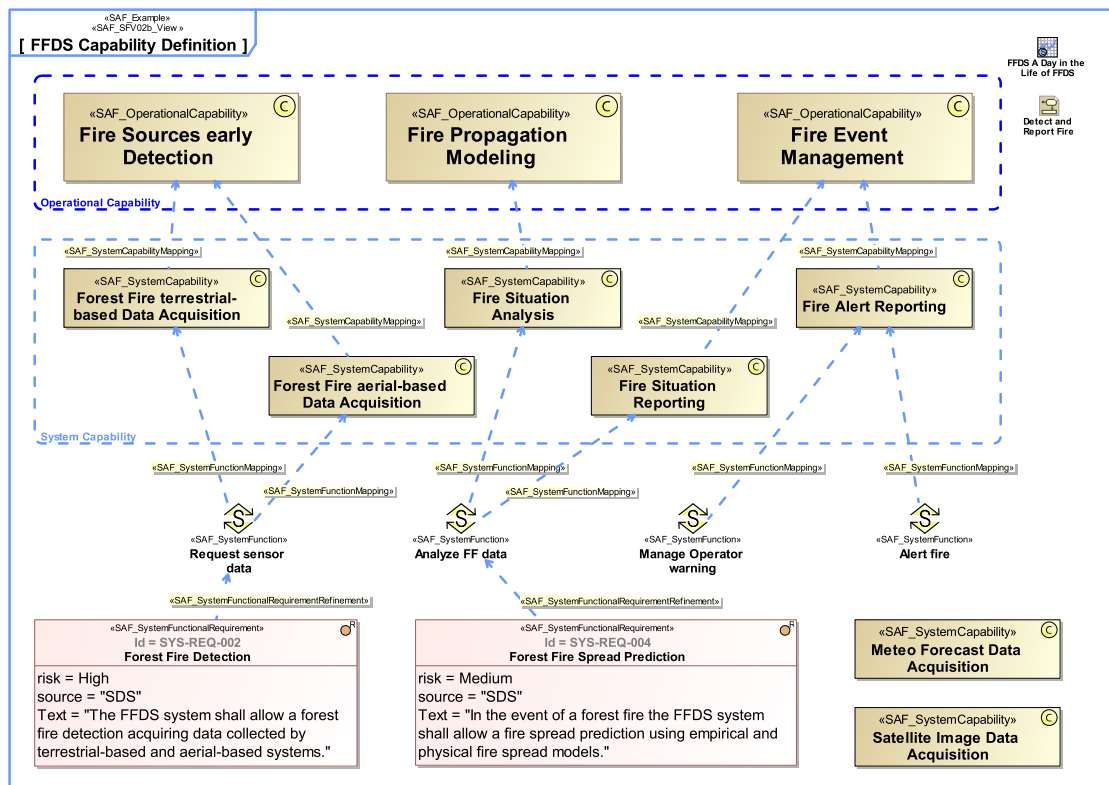 «SAF_Example»
«SAF_SFV02b_View»
[ FFDS Capability Definition ]
FFDS A Day in the
Life of FFDS
Detect and
Report Fire
«SAF_OperationalCapability»
Fire Sources early
Detection
C
«SAF_OperationalCapability»
Fire Propagation
Modeling
C
«SAF_OperationalCapability»
Fire Event
Management
C
Operational Capability
«SAF_SystemCapabilityMapping»
«SAF_SystemCapabilityMapping»
«SAF_SystemCapabilityMapping»
«SAF_SystemCapability»
Forest Fire terrestrial-
based Data Acquisition
C
«SAF_SystemCapability»
Fire Situation
Analysis
C
«SAF_SystemCapability»
Fire Alert Reporting
C
«SAF_SystemCapabilityMapping»
«SAF_SystemCapabilityMapping»
«SAF_SystemCapability»
Forest Fire aerial-based
Data Acquisition
C
«SAF_SystemCapability»
Fire Situation
Reporting
C
System Capability
«SAF_SystemFunctionMapping»
«SAF_SystemFunctionMapping»
«SAF_SystemFunctionMapping»
«SAF_SystemFunctionMapping»
«SAF_SystemFunctionMapping»
«SAF_SystemFunctionMapping»
S
«SAF_SystemFunction»
Request sensor
data
S
«SAF_SystemFunction»
Analyze FF data
S
«SAF_SystemFunction»
Manage Operator
warning
S
«SAF_SystemFunction»
Alert fire
«SAF_SystemFunctionalRequirementRefinement»
«SAF_SystemFunctionalRequirementRefinement»
«SAF_SystemFunctionalRequirement»
R
Id = SYS-REQ-002
Forest Fire Detection
risk = High
source = "SDS"
Text = "The FFDS system shall allow a forest
fire detection acquiring data collected by
terrestrial-based and aerial-based systems."
«SAF_SystemFunctionalRequirement»
R
Id = SYS-REQ-004
Forest Fire Spread Prediction
risk = Medium
source = "SDS"
Text = "In the event of a forest fire the FFDS system
shall allow a fire spread prediction using empirical and
physical fire spread models."
«SAF_SystemCapability»
Meteo Forecast Data
Acquisition
C
«SAF_SystemCapability»
Satellite Image Data
Acquisition
C